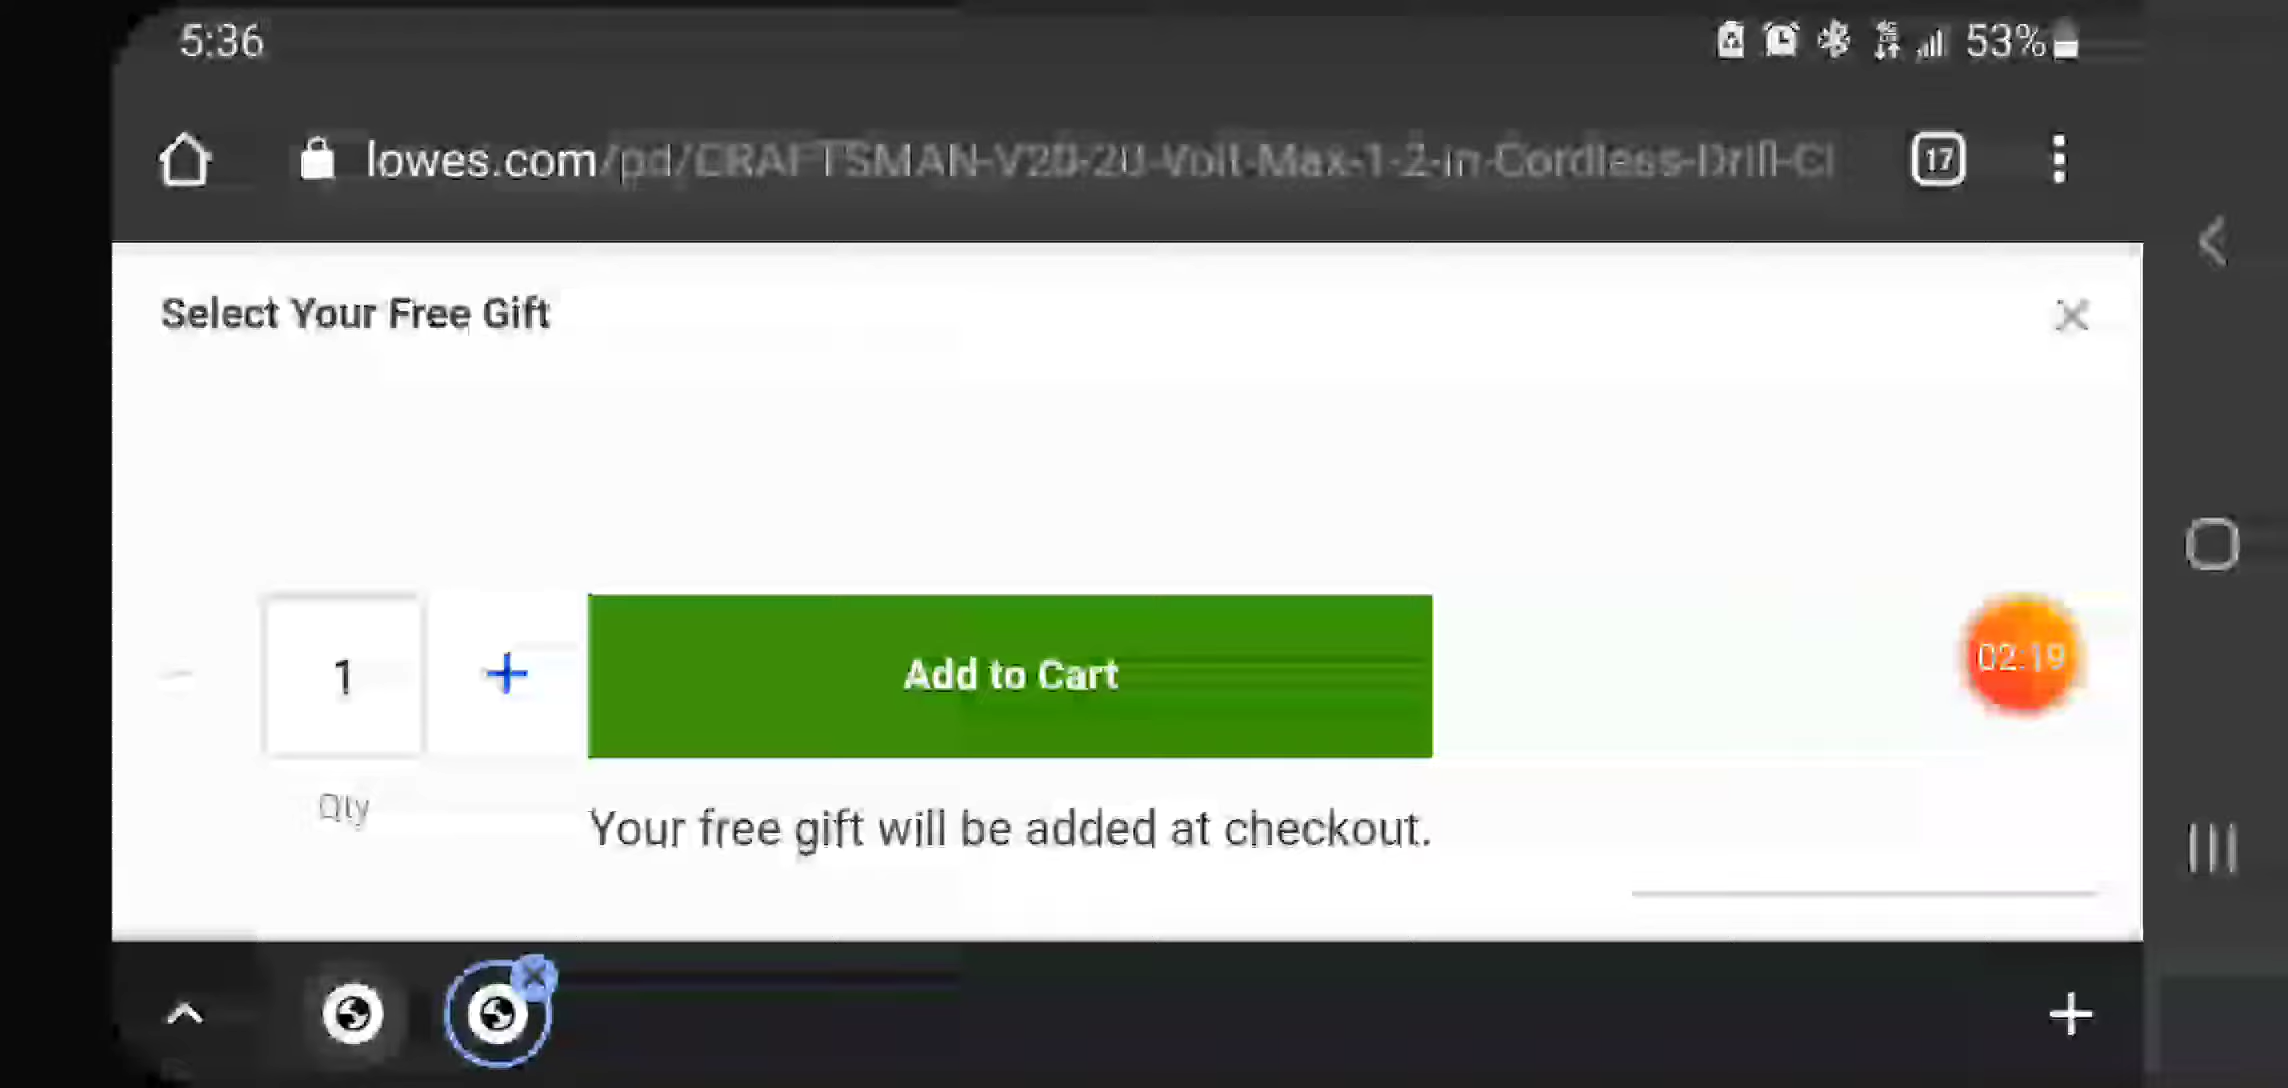 5:36
53%
lowes.com/pd/CRAFTSMAN-V20-20-Volt-Max-1-2-in-Cordless-Drill-Cl
17
Select Your Free Gift
1
Add to Cart
02:19
Qty
Your free gift will be added at checkout.